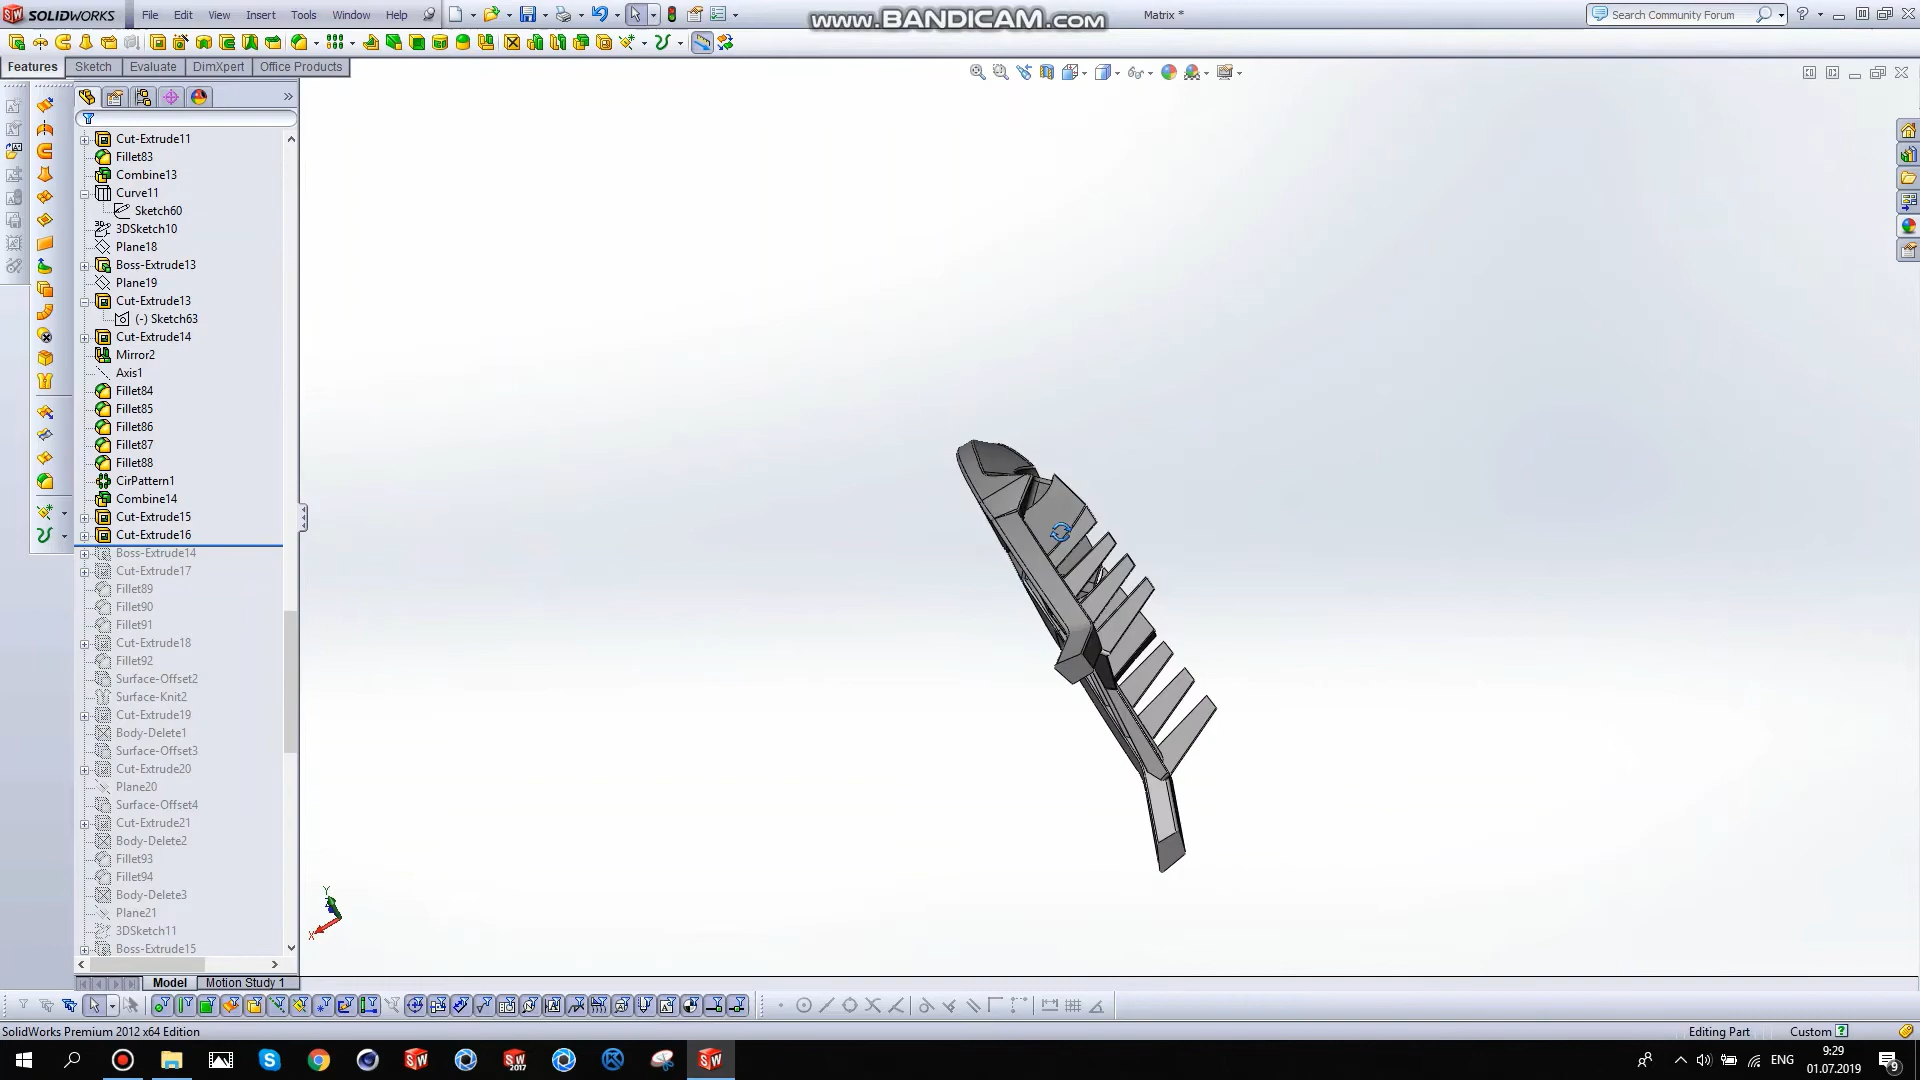 SOLIDWORKS File Edit View Insert Tools Window Help www.BANDICAM.com Matrix * Search Community Forum
Features Sketch Evaluate DimXpert Office Products
Cut-Extrude11
Fillet83
Combine13
Curve11
Sketch60
3DSketch10
Plane18
Boss-Extrude13
Plane19
Cut-Extrude13
(-) Sketch63
Cut-Extrude14
Mirror2
Axis1
Fillet84
Fillet85
Fillet86
Fillet87
Fillet88
CirPattern1
Combine14
Cut-Extrude15
Cut-Extrude16
Boss-Extrude14
Cut-Extrude17
Fillet89
Fillet90
Fillet91
Cut-Extrude18
Fillet92
Surface-Offset2
Surface-Knit2
Cut-Extrude19
Body-Delete1
Surface-Offset3
Cut-Extrude20
Plane20
Surface-Offset4
Cut-Extrude21
Body-Delete2
Fillet93
Fillet94
Body-Delete3
Plane21
3DSketch11
Boss-Extrude15
Y
X
Model Motion Study 1
SolidWorks Premium 2012 x64 Edition Editing Part Custom
ENG 9:29
01.07.2019